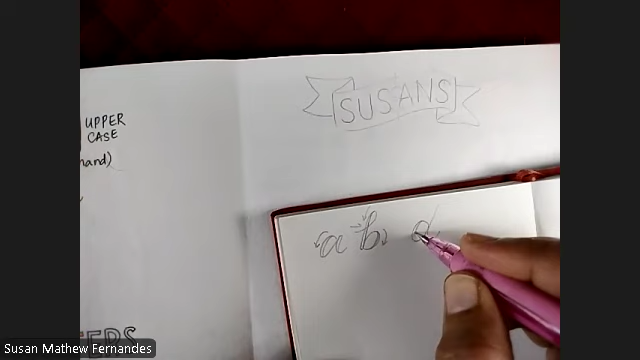 UPPER
CASE
hand)
SUSANS
a b d
Susan Mathew Fernandes